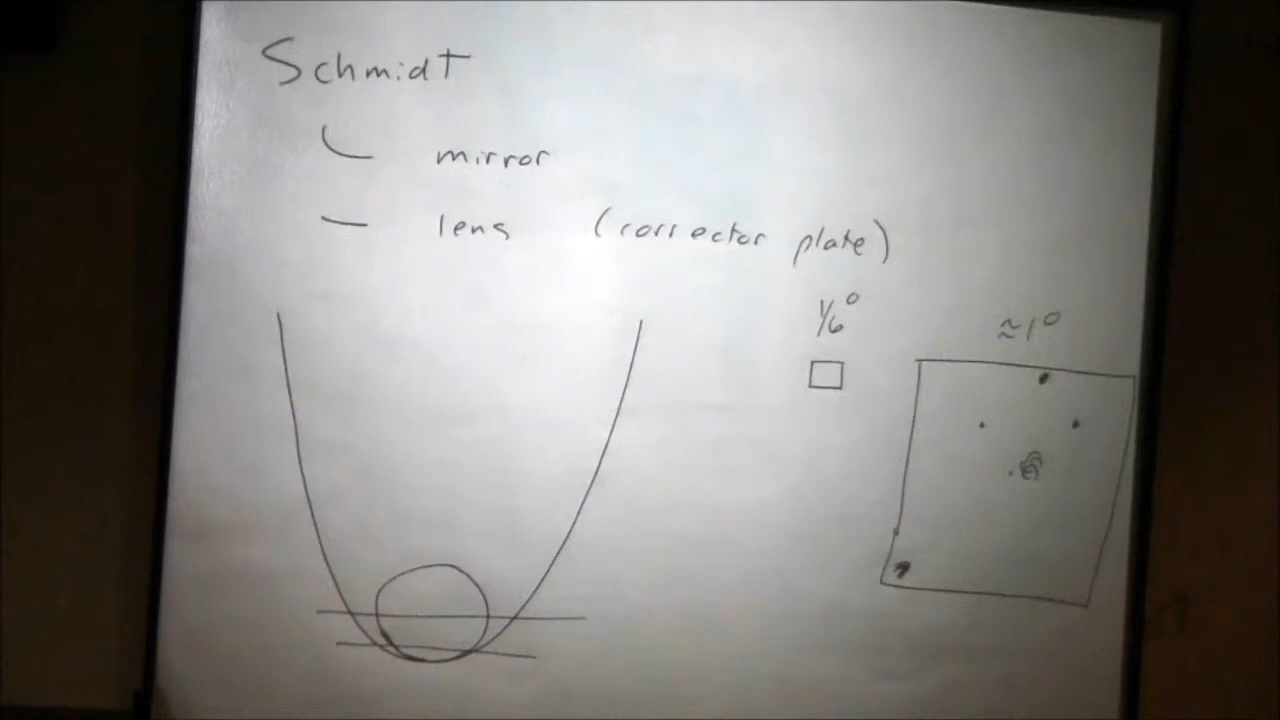 Schmidt
mirror
lens (corrector plate)
1/6°
≈1°